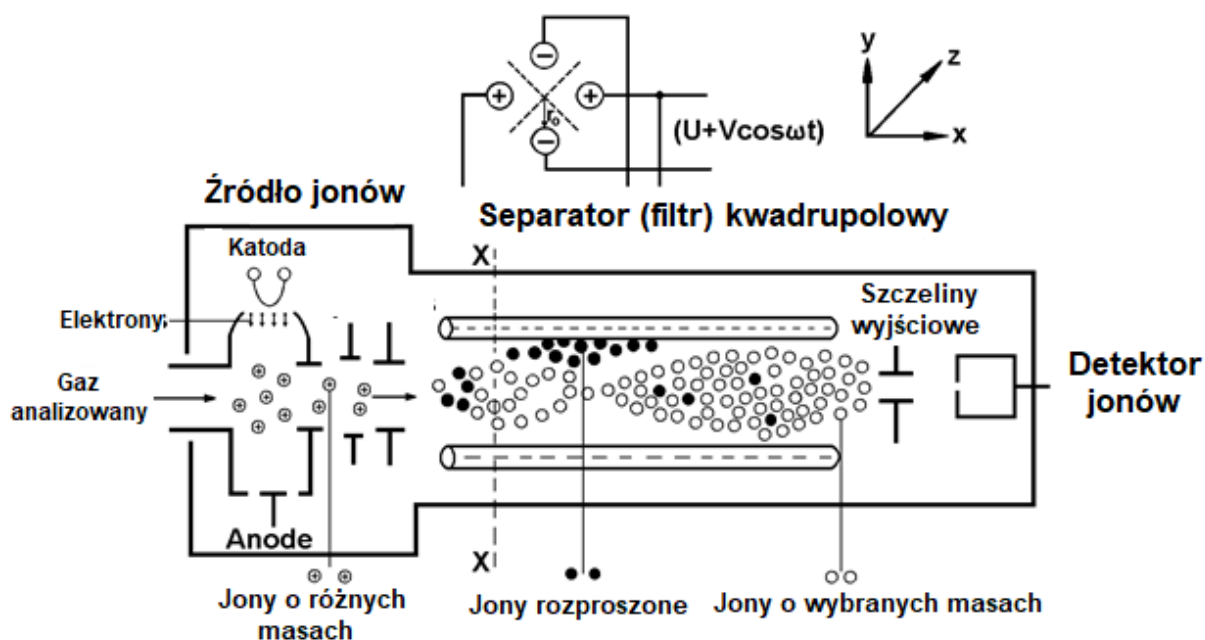 y
z
x
+
−
+
−
r₀
(U+Vcosωt)
Źródło jonów
Separator (filtr) kwadrupolowy
Katoda
X
Elektrony
Szczeliny
wyjściowe
Gaz
analizowany
Detektor
jonów
Anode
X
Jony o różnych
masach
Jony rozproszone
Jony o wybranych masach